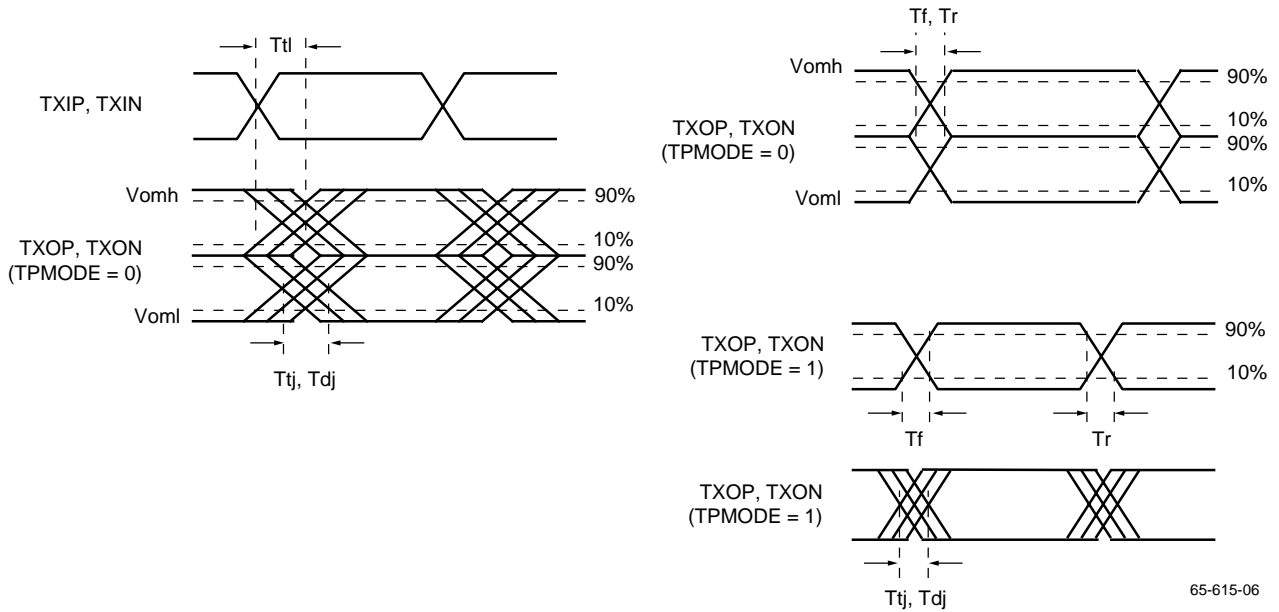 Ttl
TXIP, TXIN
Vomh
90%
TXOP, TXON
(TPMODE = 0)
10%
90%
Voml
10%
Ttj, Tdj
Tf, Tr
Vomh
90%
TXOP, TXON
(TPMODE = 0)
10%
90%
Voml
10%
TXOP, TXON
(TPMODE = 1)
90%
10%
Tf
Tr
TXOP, TXON
(TPMODE = 1)
Ttj, Tdj
65-615-06